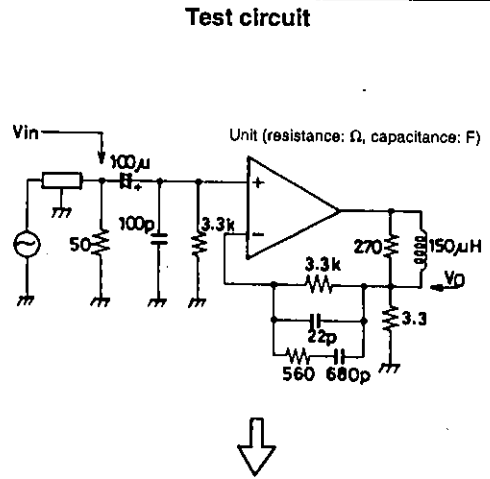 Test circuit
Unit (resistance: Ω, capacitance: F)
Vin
100μ
+
50
100p
3.3k
+
−
270
150μH
3.3k
VO
22p
3.3
560
680p